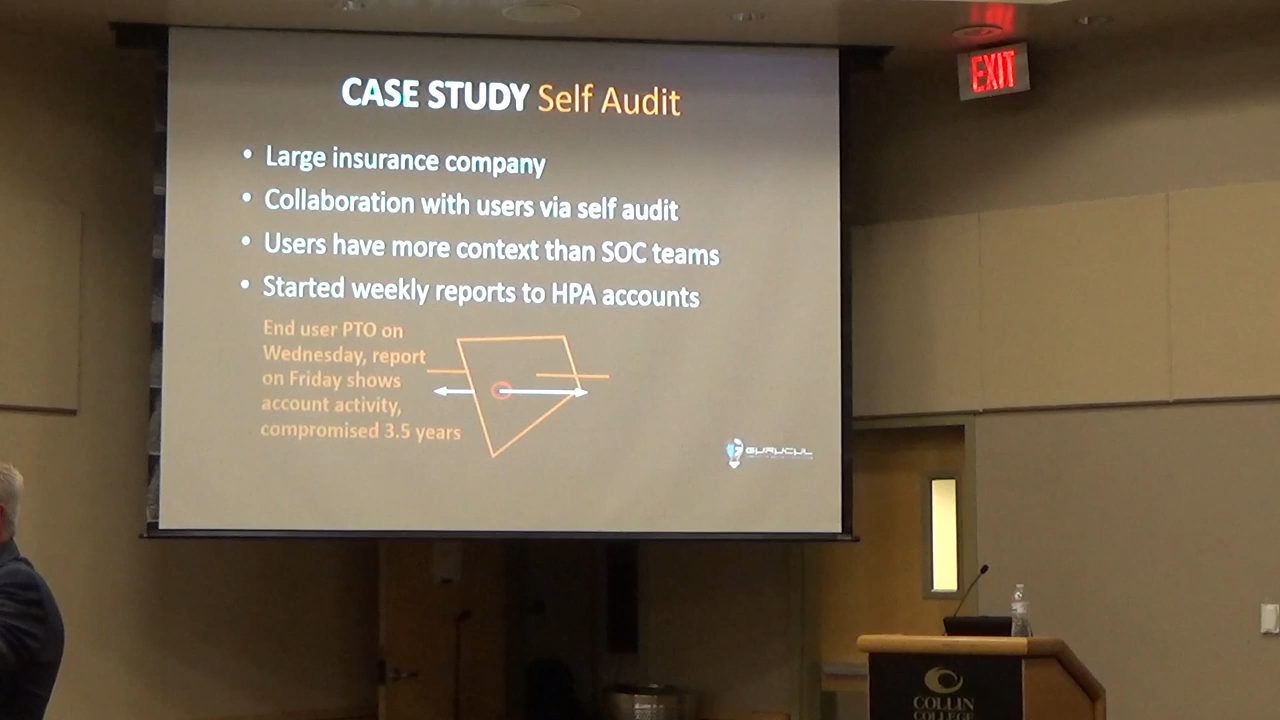 EXIT
CASE STUDY Self Audit
• Large insurance company
• Collaboration with users via self audit
• Users have more context than SOC teams
• Started weekly reports to HPA accounts
End user PTO on
Wednesday, report
on Friday shows
account activity,
compromised 3.5 years
GURUCUL
COLLIN
COLLEGE